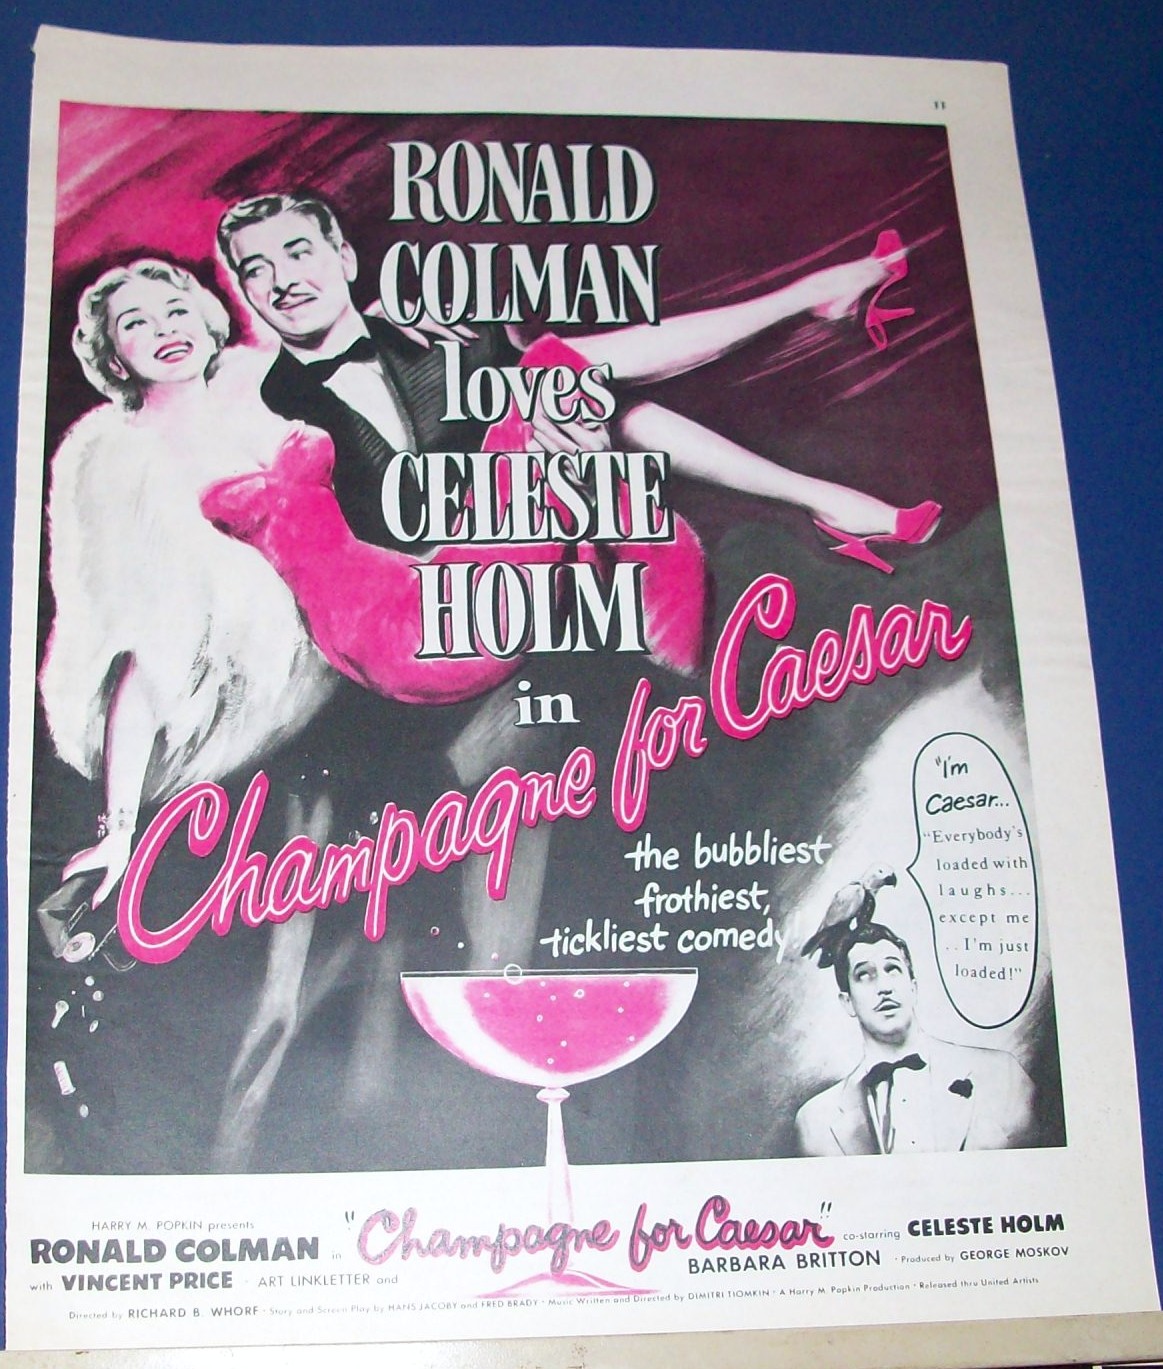 11
RONALD
COLMAN
loves
CELESTE
HOLM
in
Champagne for Caesar
the bubbliest
frothiest,
tickliest comedy!
"I'm
Caesar...
"Everybody's
loaded with
laughs...
except me
..I'm just
loaded!"
HARRY M. POPKIN presents
RONALD COLMAN in "Champagne for Caesar" co-starring CELESTE HOLM
with VINCENT PRICE · ART LINKLETTER and BARBARA BRITTON · Produced by GEORGE MOSKOV
Directed by RICHARD B. WHORF · Story and Screen Play by HANS JACOBY and FRED BRADY · Music Written and Directed by DIMITRI TIOMKIN · A Harry M. Popkin Production · Released thru United Artists